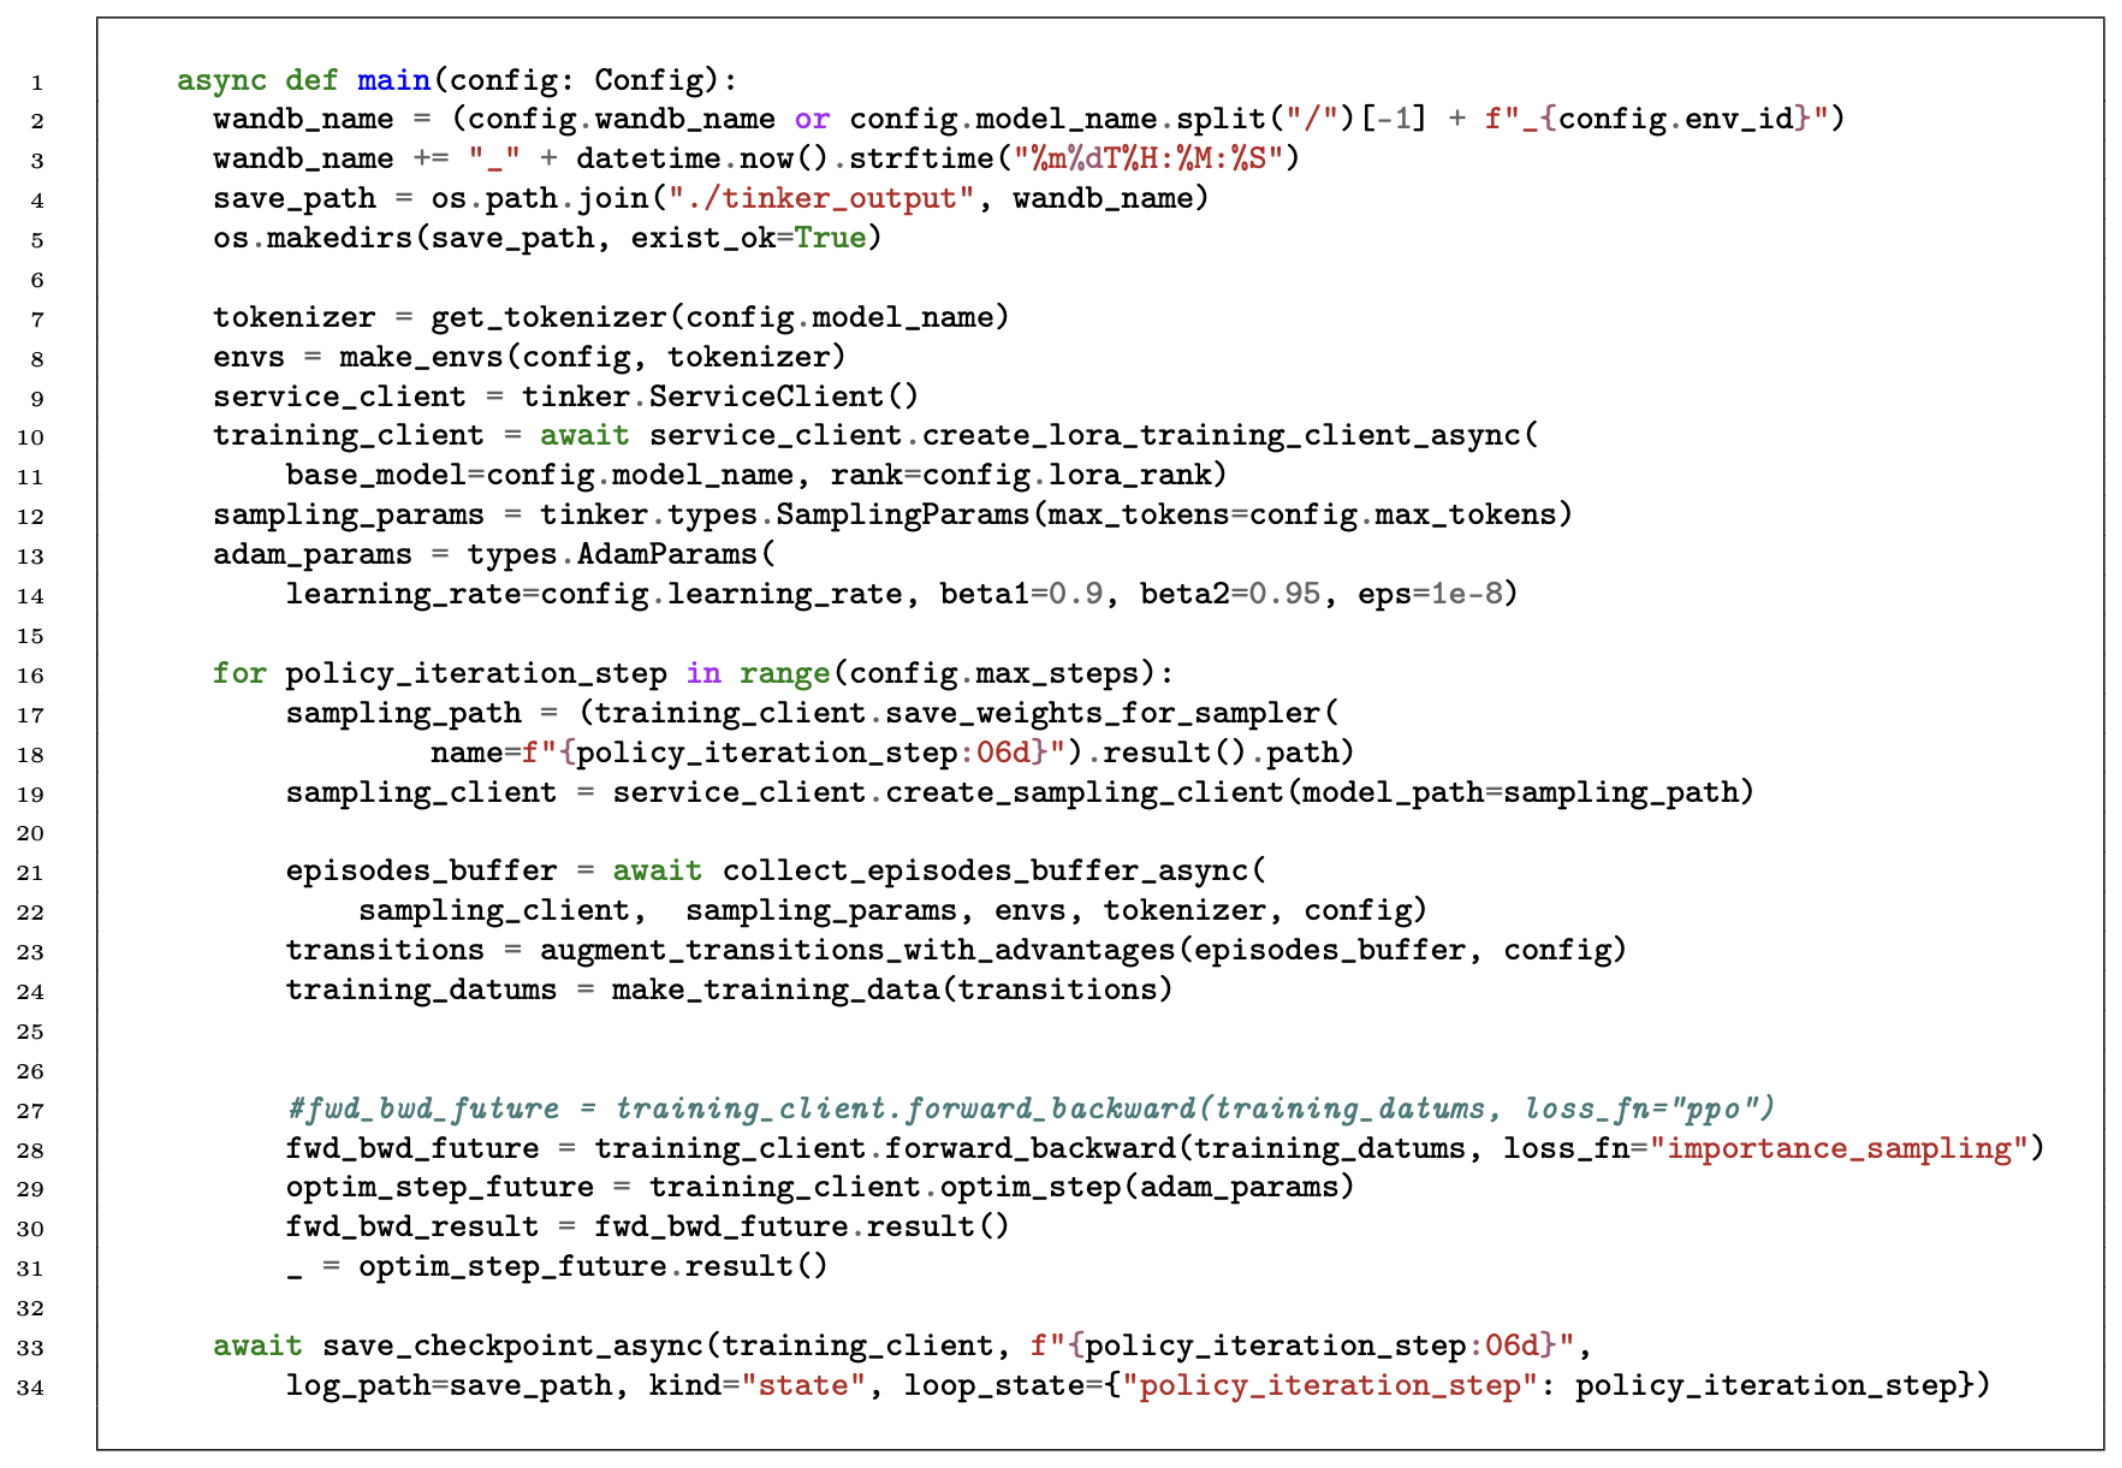 1 async def main(config: Config):
2 wandb_name = (config.wandb_name or config.model_name.split("/")[-1] + f"_{config.env_id}")
3 wandb_name += "_" + datetime.now().strftime("%m%dT%H:%M:%S")
4 save_path = os.path.join("./tinker_output", wandb_name)
5 os.makedirs(save_path, exist_ok=True)
6
7 tokenizer = get_tokenizer(config.model_name)
8 envs = make_envs(config, tokenizer)
9 service_client = tinker.ServiceClient()
10 training_client = await service_client.create_lora_training_client_async(
11 base_model=config.model_name, rank=config.lora_rank)
12 sampling_params = tinker.types.SamplingParams(max_tokens=config.max_tokens)
13 adam_params = types.AdamParams(
14 learning_rate=config.learning_rate, beta1=0.9, beta2=0.95, eps=1e-8)
15
16 for policy_iteration_step in range(config.max_steps):
17 sampling_path = (training_client.save_weights_for_sampler(
18 name=f"{policy_iteration_step:06d}").result().path)
19 sampling_client = service_client.create_sampling_client(model_path=sampling_path)
20
21 episodes_buffer = await collect_episodes_buffer_async(
22 sampling_client, sampling_params, envs, tokenizer, config)
23 transitions = augment_transitions_with_advantages(episodes_buffer, config)
24 training_datums = make_training_data(transitions)
25
26
27 #fwd_bwd_future = training_client.forward_backward(training_datums, loss_fn="ppo")
28 fwd_bwd_future = training_client.forward_backward(training_datums, loss_fn="importance_sampling")
29 optim_step_future = training_client.optim_step(adam_params)
30 fwd_bwd_result = fwd_bwd_future.result()
31 _ = optim_step_future.result()
32
33 await save_checkpoint_async(training_client, f"{policy_iteration_step:06d}",
34 log_path=save_path, kind="state", loop_state={"policy_iteration_step": policy_iteration_step})